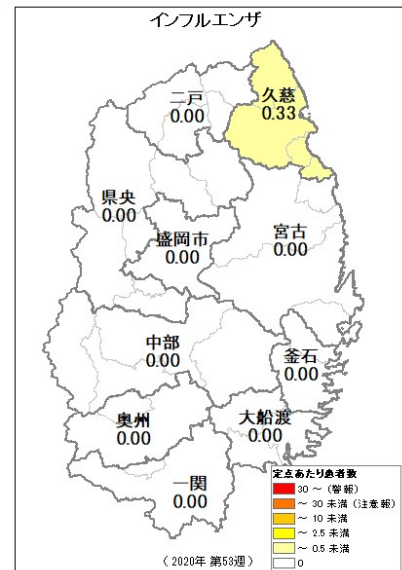 インフルエンザ
二戸
0.00
久慈
0.33
県央
0.00
盛岡市
0.00
宮古
0.00
中部
0.00
釜石
0.00
奥州
0.00
大船渡
0.00
一関
0.00
定点あたり患者数
30 ~ (警報)
~ 30 未満 (注意報)
~ 10 未満
~ 2.5 未満
~ 0.5 未満
0
( 2020年 第53週 )